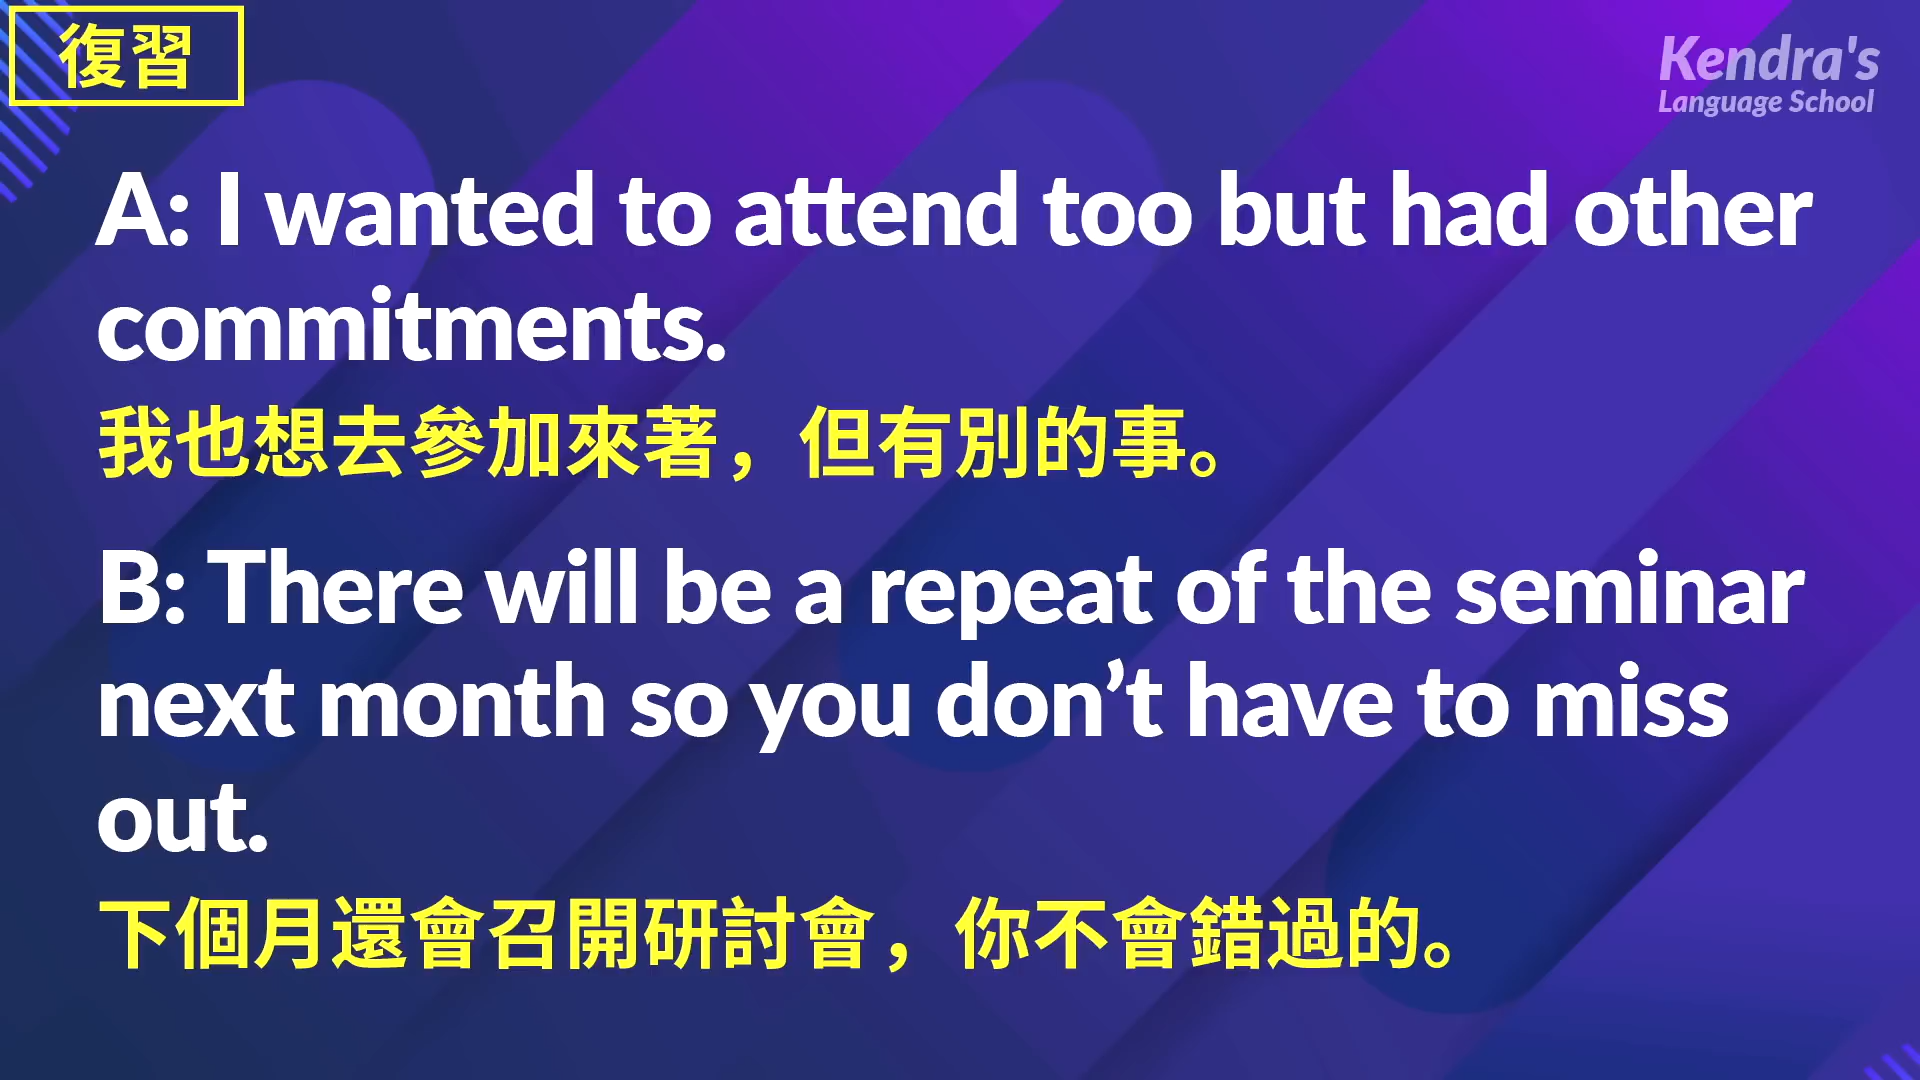 復習
Kendra's
Language School
A: I wanted to attend too but had other
commitments.
我也想去參加來著，但有別的事。
B: There will be a repeat of the seminar
next month so you don’t have to miss
out.
下個月還會召開研討會，你不會錯過的。